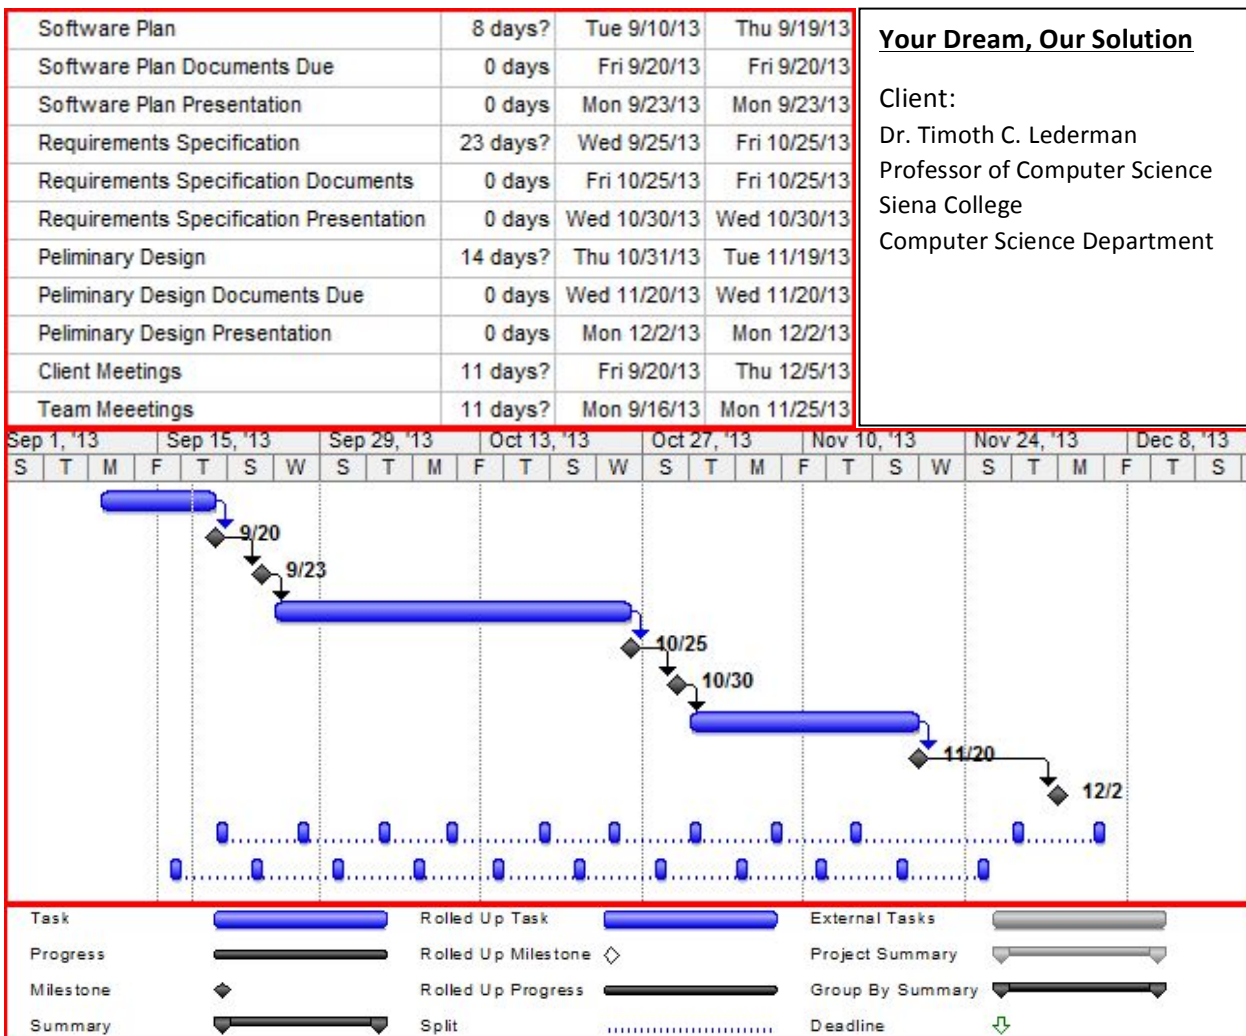 Software Plan 8 days? Tue 9/10/13 Thu 9/19/13
Software Plan Documents Due 0 days Fri 9/20/13 Fri 9/20/13
Software Plan Presentation 0 days Mon 9/23/13 Mon 9/23/13
Requirements Specification 23 days? Wed 9/25/13 Fri 10/25/13
Requirements Specification Documents 0 days Fri 10/25/13 Fri 10/25/13
Requirements Specification Presentation 0 days Wed 10/30/13 Wed 10/30/13
Peliminary Design 14 days? Thu 10/31/13 Tue 11/19/13
Peliminary Design Documents Due 0 days Wed 11/20/13 Wed 11/20/13
Peliminary Design Presentation 0 days Mon 12/2/13 Mon 12/2/13
Client Meetings 11 days? Fri 9/20/13 Thu 12/5/13
Team Meeetings 11 days? Mon 9/16/13 Mon 11/25/13
Your Dream, Our Solution
Client:
Dr. Timoth C. Lederman
Professor of Computer Science
Siena College
Computer Science Department
Sep 1, '13 Sep 15, '13 Sep 29, '13 Oct 13, '13 Oct 27, '13 Nov 10, '13 Nov 24, '13 Dec 8, '13
S T M F T S W S T M F T S W S T M F T S W S T M F T S
9/20
9/23
10/25
10/30
11/20
12/2
Task Rolled Up Task External Tasks
Progress Rolled Up Milestone Project Summary
Milestone Rolled Up Progress Group By Summary
Summary Split Deadline